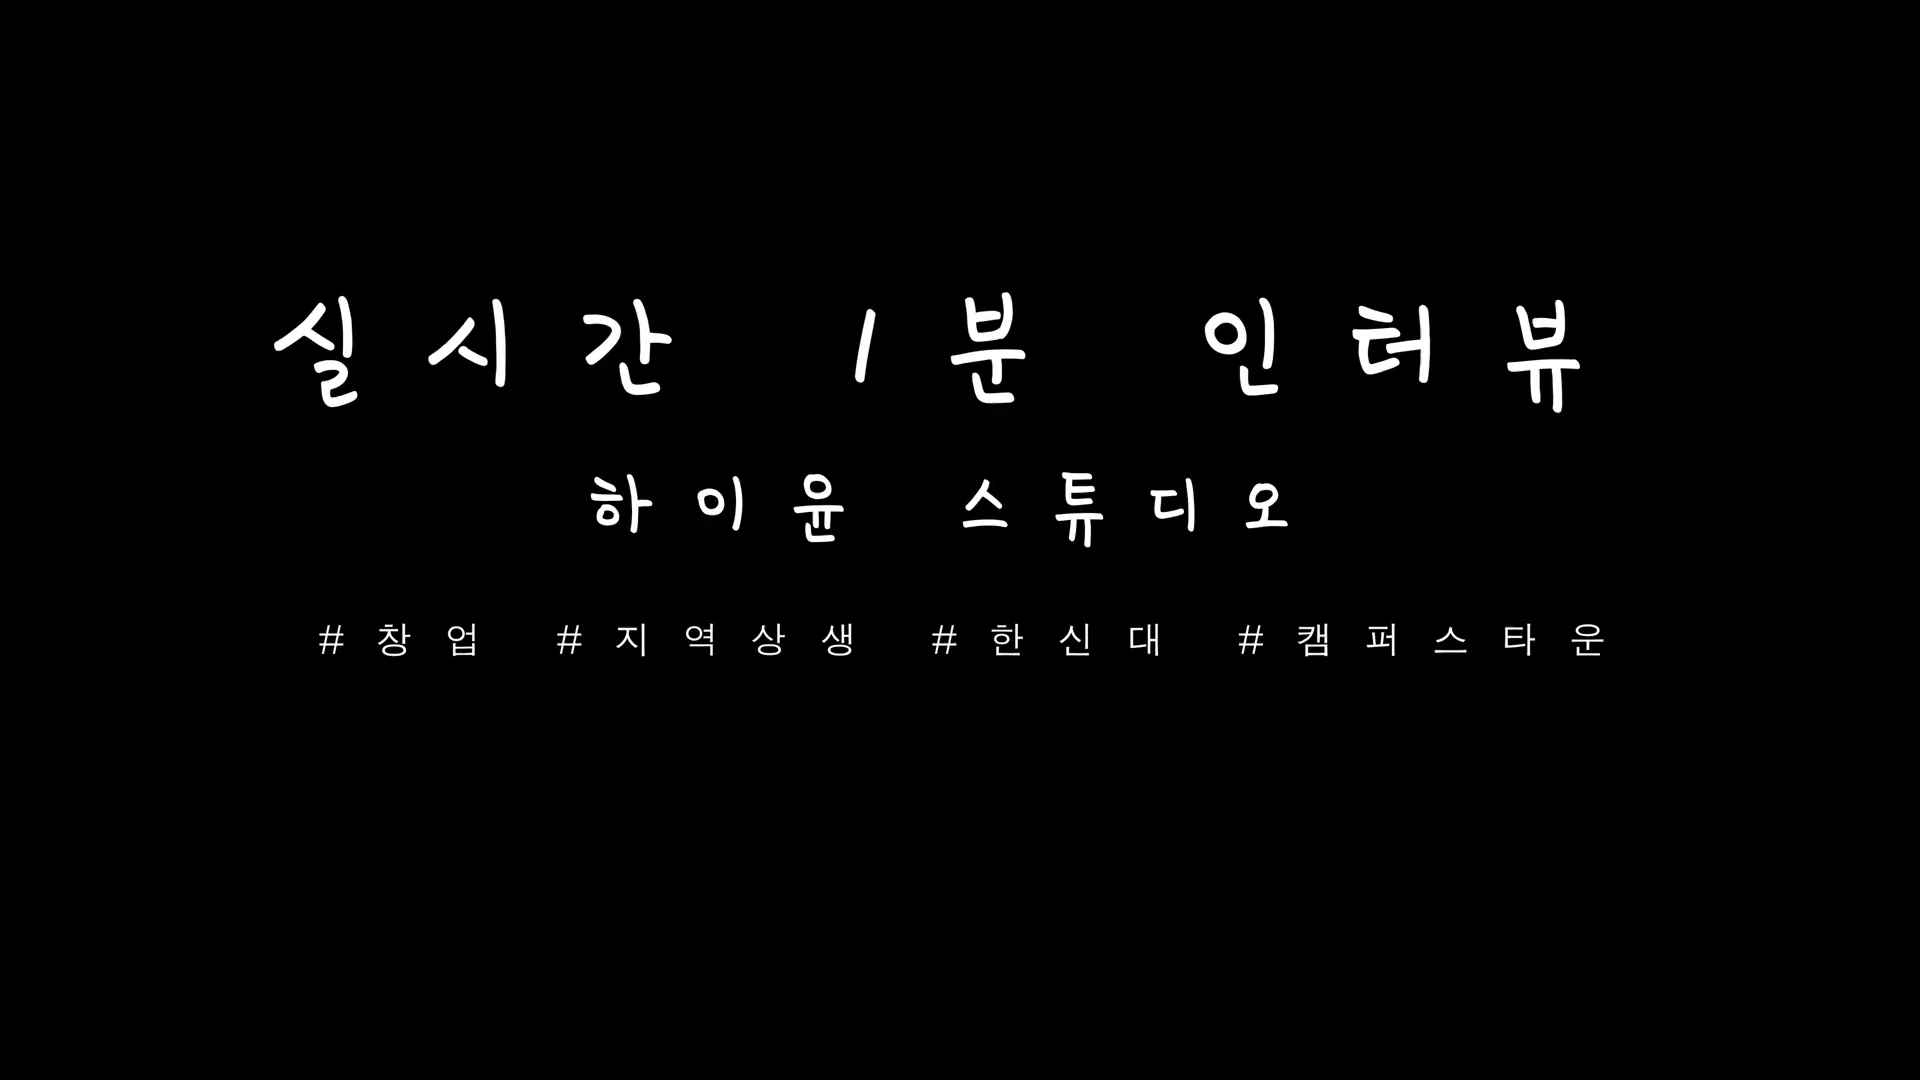 실시간 1분 인터뷰
하이윤 스튜디오
#창업 #지역상생 #한신대 #캠퍼스타운